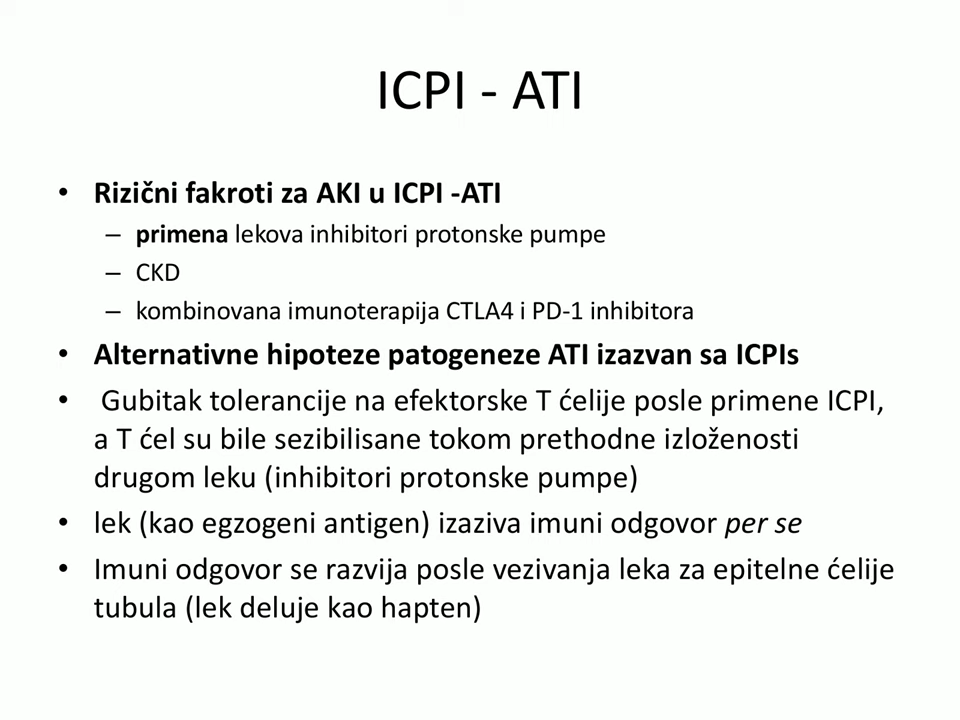 ICPI - ATI
• Rizični fakroti za AKI u ICPI -ATI
– primena lekova inhibitori protonske pumpe
– CKD
– kombinovana imunoterapija CTLA4 i PD-1 inhibitora
• Alternativne hipoteze patogeneze ATI izazvan sa ICPIs
• Gubitak tolerancije na efektorske T ćelije posle primene ICPI,
a T ćel su bile sezibilisane tokom prethodne izloženosti
drugom leku (inhibitori protonske pumpe)
• lek (kao egzogeni antigen) izaziva imuni odgovor per se
• Imuni odgovor se razvija posle vezivanja leka za epitelne ćelije
tubula (lek deluje kao hapten)